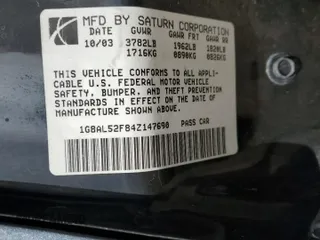 MFD BY SATURN CORPORATION
DATE GVWR GAWR FRT GAWR RR
10/03 3782LB 1962LB 1820LB
1716KG 0890KG 0826KG
THIS VEHICLE CONFORMS TO ALL APPLI-
CABLE U.S. FEDERAL MOTOR VEHICLE
SAFETY, BUMPER, AND THEFT PREVENTION
STANDARDS IN EFFECT ON THE DATE OF
MANUFACTURE SHOWN ABOVE.
1G8AL52F84Z147690 PASS CAR